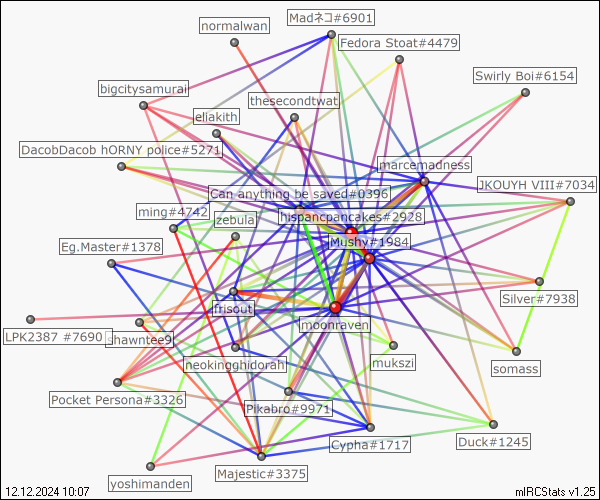 Madネコ#6901
normalwan
Fedora Stoat#4479
Swirly Boi#6154
bigcitysamurai
thesecondtwat
eliakith
DacobDacob hORNY police#5271
marcemadness
JKOUYH VIII#7034
Can anything be saved#0396
ming#4742
hispancpancakes#2928
zebula
Mushy#1984
Eg.Master#1378
Silver#7938
frisout
moonraven
LPK2387 #7690
shawntee9
neokingghidorah
mukszi
somass
Pocket Persona#3326
Pikabro#9971
Cypha#1717
Duck#1245
yoshimanden
Majestic#3375
12.12.2024 10:07
mIRCStats v1.25